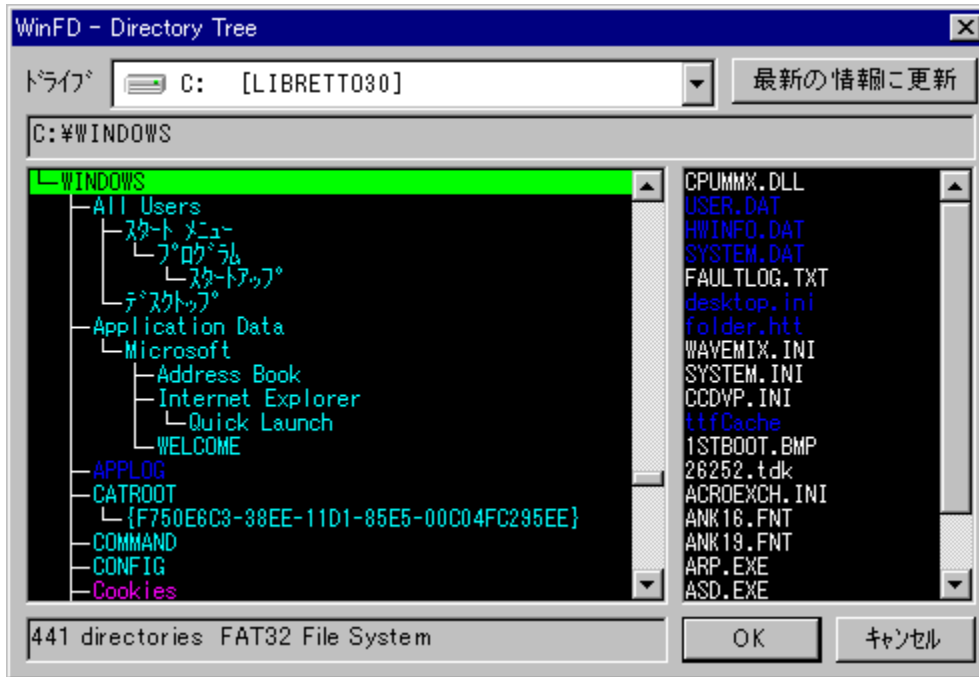 WinFD - Directory Tree
ﾄﾞﾗｲﾌﾞ C: [LIBRETTO30] 最新の情報に更新
C:¥WINDOWS
WINDOWS
All Users
ｽﾀｰﾄ ﾒﾆｭｰ
ﾌﾟﾛｸﾞﾗﾑ
ｽﾀｰﾄｱｯﾌﾟ
ﾃﾞｽｸﾄｯﾌﾟ
Application Data
Microsoft
Address Book
Internet Explorer
Quick Launch
WELCOME
APPLOG
CATROOT
{F750E6C3-38EE-11D1-85E5-00C04FC295EE}
COMMAND
CONFIG
Cookies
CPUMMX.DLL
USER.DAT
HWINFO.DAT
SYSTEM.DAT
FAULTLOG.TXT
desktop.ini
folder.htt
WAVEMIX.INI
SYSTEM.INI
CCDVP.INI
ttfCache
1STBOOT.BMP
26252.tdk
ACROEXCH.INI
ANK16.FNT
ANK19.FNT
ARP.EXE
ASD.EXE
441 directories FAT32 File System
OK ｷｬﾝｾﾙ